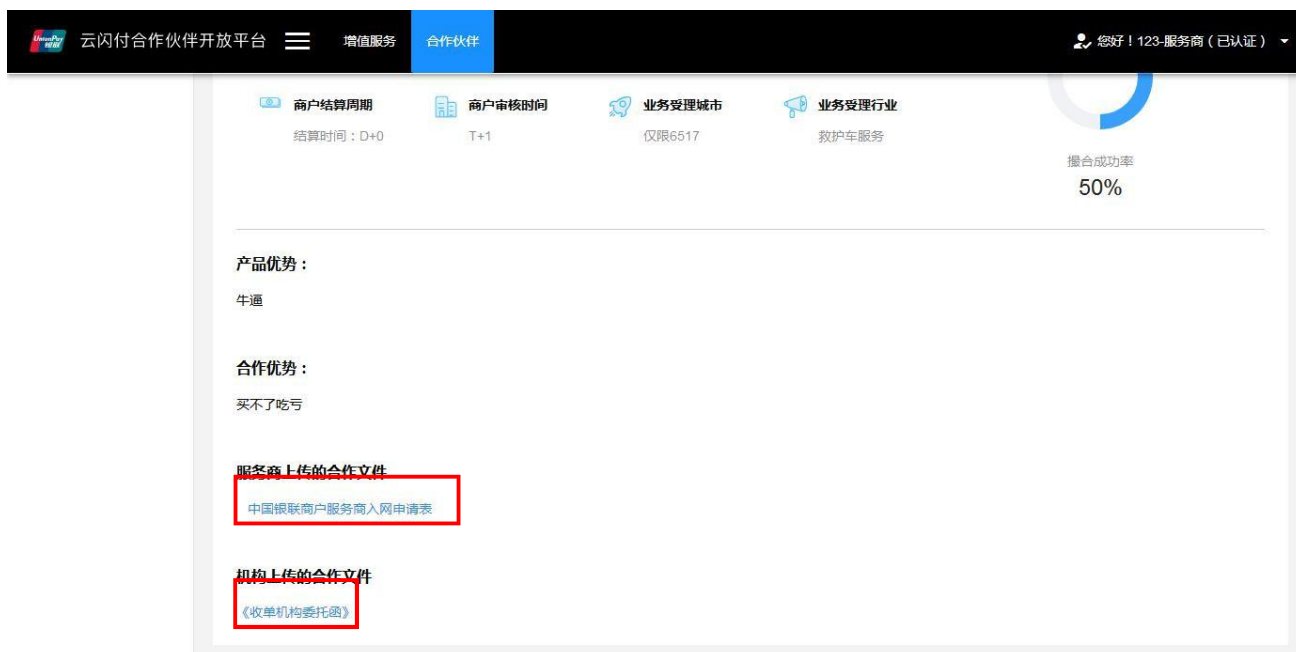 UnionPay 银联 云闪付合作伙伴开放平台 增值服务 合作伙伴 您好！123-服务商（已认证）
商户结算周期 商户审核时间 业务受理城市 业务受理行业
结算时间：D+0 T+1 仅限6517 救护车服务
撮合成功率
50%
产品优势：
牛逼
合作优势：
买不了吃亏
服务商上传的合作文件
中国银联商户服务商入网申请表
机构上传的合作文件
《收单机构委托函》